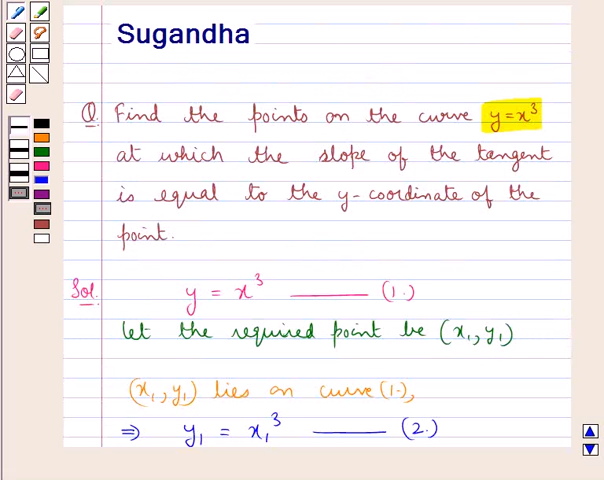 Sugandha
Q. Find the points on the curve y=x³
at which the slope of the tangent
is equal to the y-coordinate of the
point.
Sol. y = x³ ——— (1.)
let the required point be (x₁, y₁)
(x₁, y₁) lies on curve (1.),
⇒ y₁ = x₁³ ——— (2.)